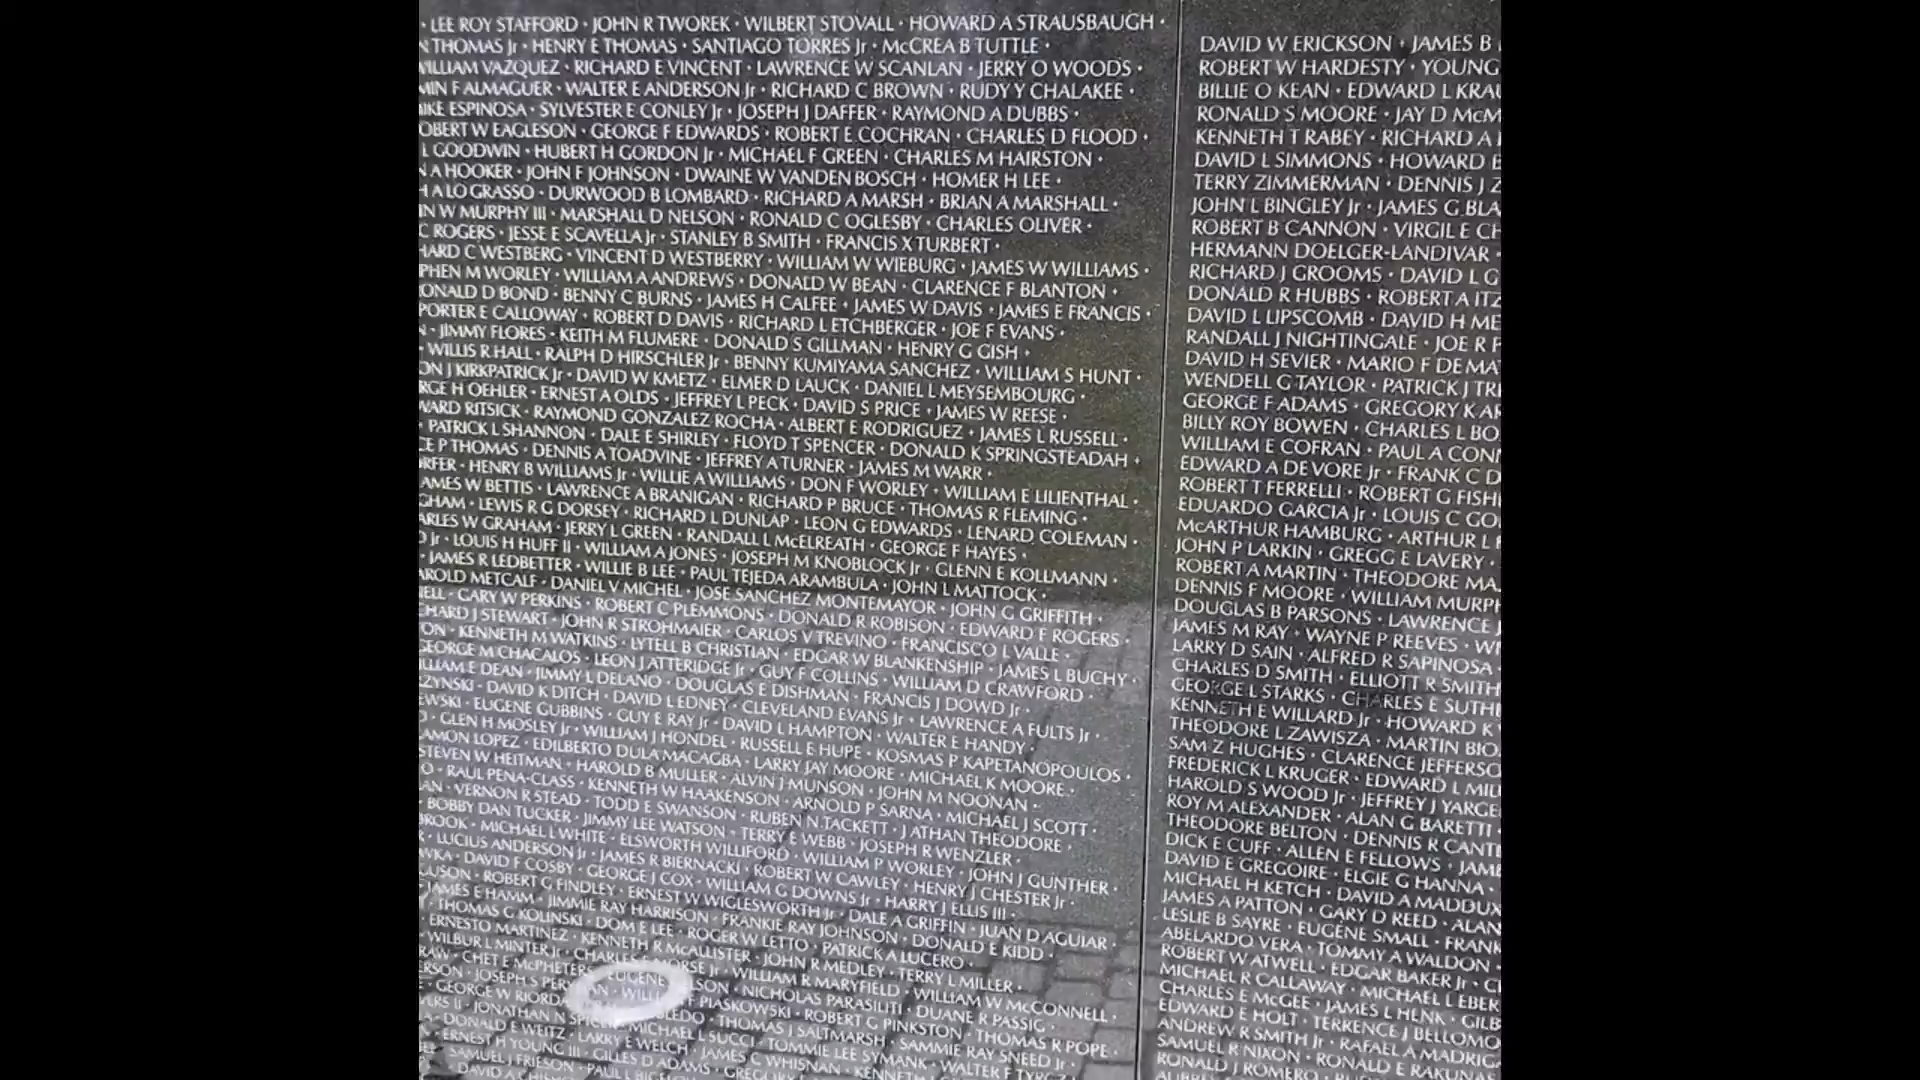 · LEE ROY STAFFORD · JOHN R TWOREK · WILBERT STOVALL · HOWARD A STRAUSBAUGH ·
THOMAS Jr · HENRY E THOMAS · SANTIAGO TORRES Jr · McCREA B TUTTLE ·
WILLIAM VAZQUEZ · RICHARD E VINCENT · LAWRENCE W SCANLAN · JERRY O WOODS ·
F ALMAGUER · WALTER E ANDERSON Jr · RICHARD C BROWN · RUDY Y CHALAKEE ·
ESPINOSA · SYLVESTER E CONLEY Jr · JOSEPH J DAFFER · RAYMOND A DUBBS ·
OBERT W EAGLESON · GEORGE F EDWARDS · ROBERT E COCHRAN · CHARLES D FLOOD ·
L GOODWIN · HUBERT H GORDON Jr · MICHAEL F GREEN · CHARLES M HAIRSTON ·
A HOOKER · JOHN F JOHNSON · DWAINE W VANDEN BOSCH · HOMER H LEE ·
A LO GRASSO · DURWOOD B LOMBARD · RICHARD A MARSH · BRIAN A MARSHALL ·
W MURPHY III · MARSHALL D NELSON · RONALD C OGLESBY · CHARLES OLIVER ·
C ROGERS · JESSE E SCAVELLA Jr · STANLEY B SMITH · FRANCIS X TURBERT ·
HARD C WESTBERG · VINCENT D WESTBERRY · WILLIAM W WIEBURG · JAMES W WILLIAMS ·
PHEN M WORLEY · WILLIAM A ANDREWS · DONALD W BEAN · CLARENCE F BLANTON ·
ONALD D BOND · BENNY C BURNS · JAMES H CALFEE · JAMES W DAVIS · JAMES E FRANCIS ·
PORTER E CALLOWAY · ROBERT D DAVIS · RICHARD L ETCHBERGER · JOE F EVANS ·
· JIMMY FLORES · KEITH M FLUMERE · DONALD S GILLMAN · HENRY G GISH ·
· WILLIS R HALL · RALPH D HIRSCHLER Jr · BENNY KUMIYAMA SANCHEZ · WILLIAM S HUNT ·
ON J KIRKPATRICK Jr · DAVID W KMETZ · ELMER D LAUCK · DANIEL L MEYSEMBOURG ·
RGE H OEHLER · ERNEST A OLDS · JEFFREY L PECK · DAVID S PRICE · JAMES W REESE ·
WARD RITSICK · RAYMOND GONZALEZ ROCHA · ALBERT E RODRIGUEZ · JAMES L RUSSELL ·
· PATRICK L SHANNON · DALE E SHIRLEY · FLOYD T SPENCER · DONALD K SPRINGSTEADAH ·
CE P THOMAS · DENNIS A TOADVINE · JEFFREY A TURNER · JAMES M WARR ·
RFER · HENRY B WILLIAMS Jr · WILLIE A WILLIAMS · DON F WORLEY · WILLIAM E LILIENTHAL ·
AMES W BETTIS · LAWRENCE A BRANIGAN · RICHARD P BRUCE · THOMAS R FLEMING ·
GHAM · LEWIS R G DORSEY · RICHARD L DUNLAP · LEON G EDWARDS · LENARD COLEMAN ·
ARLES W GRAHAM · JERRY L GREEN · RANDALL L McELREATH · GEORGE F HAYES ·
D Jr · LOUIS H HUFF II · WILLIAM A JONES · JOSEPH M KNOBLOCK Jr · GLENN E KOLLMANN ·
· JAMES R LEDBETTER · WILLIE B LEE · PAUL TEJEDA ARAMBULA · JOHN L MATTOCK ·
AROLD METCALF · DANIEL V MICHEL · JOSE SANCHEZ MONTEMAYOR · JOHN G GRIFFITH ·
ELL · GARY W PERKINS · ROBERT C PLEMMONS · DONALD R ROBISON · EDWARD F ROGERS ·
CHARD J STEWART · JOHN R STROHMAIER · CARLOS V TREVINO · FRANCISCO L VALLE ·
ON · KENNETH M WATKINS · LYTELL B CHRISTIAN · EDGAR W BLANKENSHIP · JAMES L BUCHY ·
GEORGE M CHACALOS · LEON J ATTERIDGE Jr · GUY F COLLINS · WILLIAM D CRAWFORD ·
ILLIAM E DEAN · JIMMY L DELANO · DOUGLAS E DISHMAN · FRANCIS J DOWD Jr ·
CZYNSKI · DAVID K DITCH · DAVID L EDNEY · CLEVELAND EVANS Jr · LAWRENCE A FULTS Jr ·
EWSKI · EUGENE GUBBINS · GUY E RAY Jr · DAVID L HAMPTON · WALTER E HANDY ·
· GLEN H MOSLEY Jr · WILLIAM J HONDEL · RUSSELL E HUPE · KOSMAS P KAPETANOPOULOS ·
AMON LOPEZ · EDILBERTO DULA MACAGBA · LARRY JAY MOORE · MICHAEL K MOORE ·
STEVEN W HEITMAN · HAROLD B MULLER · ALVIN J MUNSON · JOHN M NOONAN ·
O · RAUL PENA-CLASS · KENNETH W HAAKENSON · ARNOLD P SARNA · MICHAEL J SCOTT ·
AN · VERNON R STEAD · TODD E SWANSON · RUBEN N TACKETT · J ATHAN THEODORE ·
· BOBBY DAN TUCKER · JIMMY LEE WATSON · TERRY E WEBB · JOSEPH R WENZLER ·
BROOK · MICHAEL L WHITE · ELSWORTH WILLIFORD · WILLIAM P WORLEY · JOHN J GUNTHER ·
· LUCIUS ANDERSON Jr · JAMES R BIERNACKI · ROBERT W CAWLEY · HENRY J CHESTER Jr ·
WKA · DAVID F COSBY · GEORGE J COX · WILLIAM G DOWNS Jr · HARRY J ELLIS III ·
GUSON · ROBERT G FINDLEY · ERNEST W WIGLESWORTH Jr · DALE A GRIFFIN · JUAN D AGUIAR ·
· JAMES E HAMM · JIMMIE RAY HARRISON · FRANKIE RAY JOHNSON · DONALD E KIDD ·
· THOMAS G KOLINSKI · DOM E LEE · ROGER W LETTO · PATRICK A LUCERO ·
· ERNESTO MARTINEZ · KENNETH R McALLISTER · JOHN R MEDLEY · TERRY L MILLER ·
· WILBUR L MINTER Jr · CHARLES E MORSE Jr · WILLIAM R MARYFIELD · WILLIAM W McCONNELL ·
RAW · CHET E McPHETERS · EUGENE LSON · NICHOLAS PARASILITI · DUANE R PASSIG ·
ERSON · JOSEPH S PER AN · WILL F PIASKOWSKI · ROBERT G PINKSTON · THOMAS R POPE ·
· GEORGE W RIORDA LEDO · THOMAS J SALTMARSH · SAMMIE RAY SNEED Jr ·
VERS II · JONATHAN N SPICER MICHAEL L SUCCI · TOMMIE LEE SYMANK · WALTER F
· DONALD E WEITZ · LARRY E WELCH · JAMES C WHISNAN · KENNETH
· ERNEST H YOUNG III · GILLES D ADAMS · GREGORY
· SAMUEL J FRIESON · PAUL L
· DAVID A
DAVID W ERICKSON · JAMES B
ROBERT W HARDESTY · YOUNG
BILLIE O KEAN · EDWARD L KRAU
RONALD S MOORE · JAY D McM
KENNETH T RABEY · RICHARD A
DAVID L SIMMONS · HOWARD
TERRY ZIMMERMAN · DENNIS J Z
JOHN L BINGLEY Jr · JAMES G BLA
ROBERT B CANNON · VIRGIL E CH
HERMANN DOELGER-LANDIVAR ·
RICHARD J GROOMS · DAVID L G
DONALD R HUBBS · ROBERT A ITZ
DAVID L LIPSCOMB · DAVID H ME
RANDALL J NIGHTINGALE · JOE R P
DAVID H SEVIER · MARIO F DE MA
WENDELL G TAYLOR · PATRICK J TR
GEORGE F ADAMS · GREGORY K AR
BILLY ROY BOWEN · CHARLES L BO
WILLIAM E COFRAN · PAUL A CON
EDWARD A DE VORE Jr · FRANK C D
ROBERT T FERRELLI · ROBERT G FISH
EDUARDO GARCIA Jr · LOUIS C GO
McARTHUR HAMBURG · ARTHUR L
JOHN P LARKIN · GREGG E LAVERY ·
ROBERT A MARTIN · THEODORE MA
DENNIS F MOORE · WILLIAM MURPH
DOUGLAS B PARSONS · LAWRENCE J
JAMES M RAY · WAYNE P REEVES · W
LARRY D SAIN · ALFRED R SAPINOSA ·
CHARLES D SMITH · ELLIOTT R SMITH
GEORGE L STARKS · CHARLES E SUTH
KENNETH E WILLARD Jr · HOWARD K
THEODORE L ZAWISZA · MARTIN BIO
SAM Z HUGHES · CLARENCE JEFFERSO
FREDERICK L KRUGER · EDWARD L MIL
HAROLD S WOOD Jr · JEFFREY J YARGE
ROY M ALEXANDER · ALAN G BARETTI ·
THEODORE BELTON · DENNIS R CANT
DICK E CUFF · ALLEN E FELLOWS · JAME
DAVID E GREGOIRE · ELGIE G HANNA ·
MICHAEL H KETCH · DAVID A MADDUX
JAMES A PATTON · GARY D REED · ALAN
LESLIE B SAYRE · EUGENE SMALL · FRANK
ABELARDO VERA · TOMMY A WALDON ·
ROBERT W ATWELL · EDGAR BAKER Jr · C
MICHAEL R CALLAWAY · MICHAEL L EBER
CHARLES E McGEE · JAMES L HENK · GILB
EDWARD E HOLT · TERRENCE J BELLOMO
ANDREW R SMITH Jr · RAFAEL A MADRIG
SAMUEL R NIXON · RONALD E RAKUNAS
RONALD J ROMERO ·